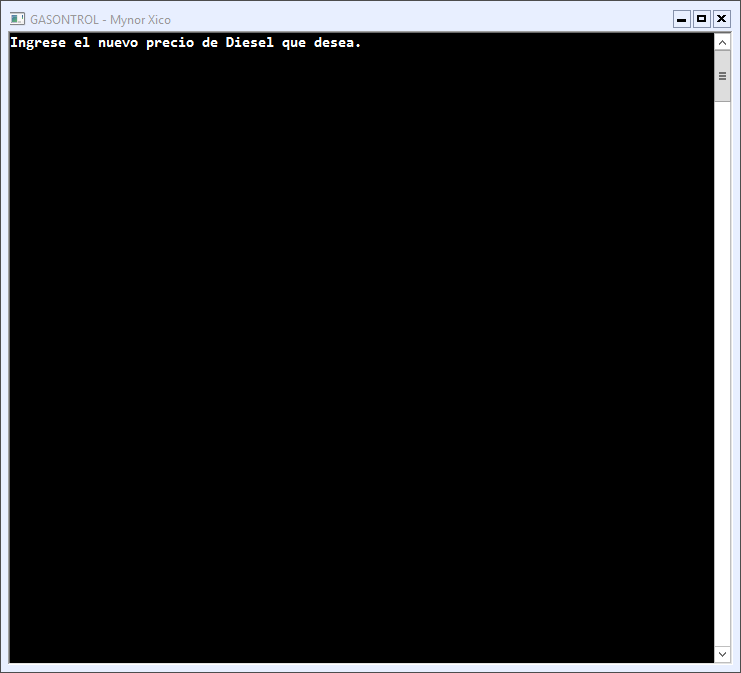 GASONTROL - Mynor Xico
Ingrese el nuevo precio de Diesel que desea.